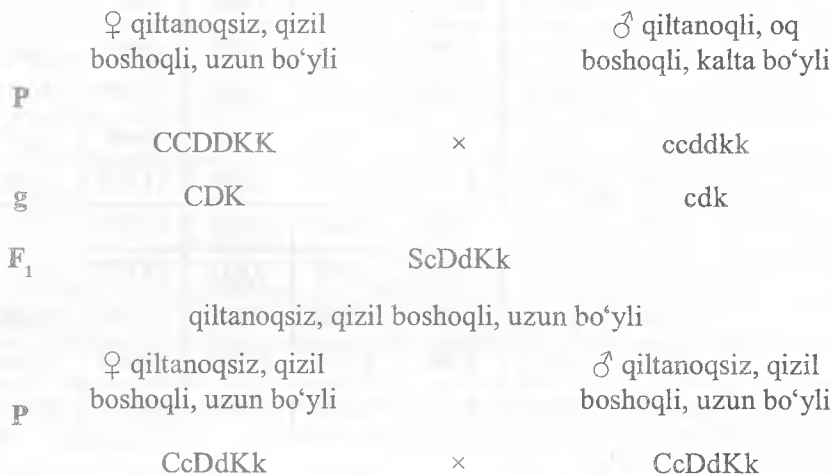 ♀ qiltanoqsiz, qizil ♂ qiltanoqli, oq
boshoqli, uzun bo‘yli boshoqli, kalta bo‘yli
P
CCDDKK × ccddkk
g CDK cdk
F₁ ScDdKk
qiltanoqsiz, qizil boshoqli, uzun bo‘yli
♀ qiltanoqsiz, qizil ♂ qiltanoqsiz, qizil
P boshoqli, uzun bo‘yli boshoqli, uzun bo‘yli
CcDdKk × CcDdKk